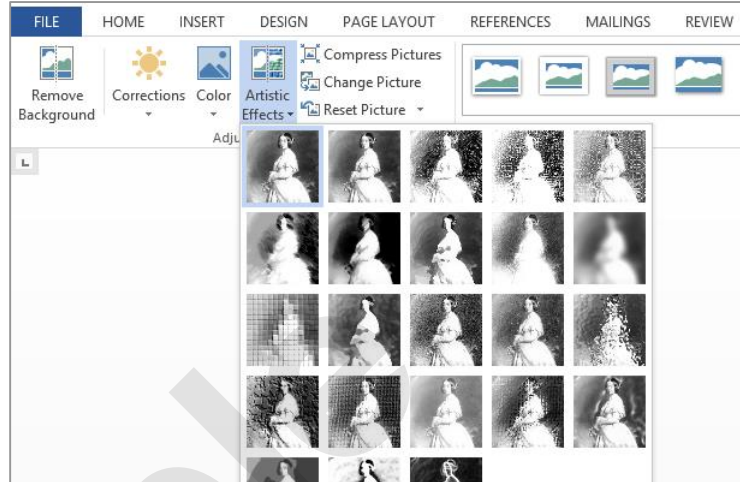 FILE HOME INSERT DESIGN PAGE LAYOUT REFERENCES MAILINGS REVIEW
Remove Background
Corrections
Color
Artistic Effects
Compress Pictures
Change Picture
Reset Picture
Adju